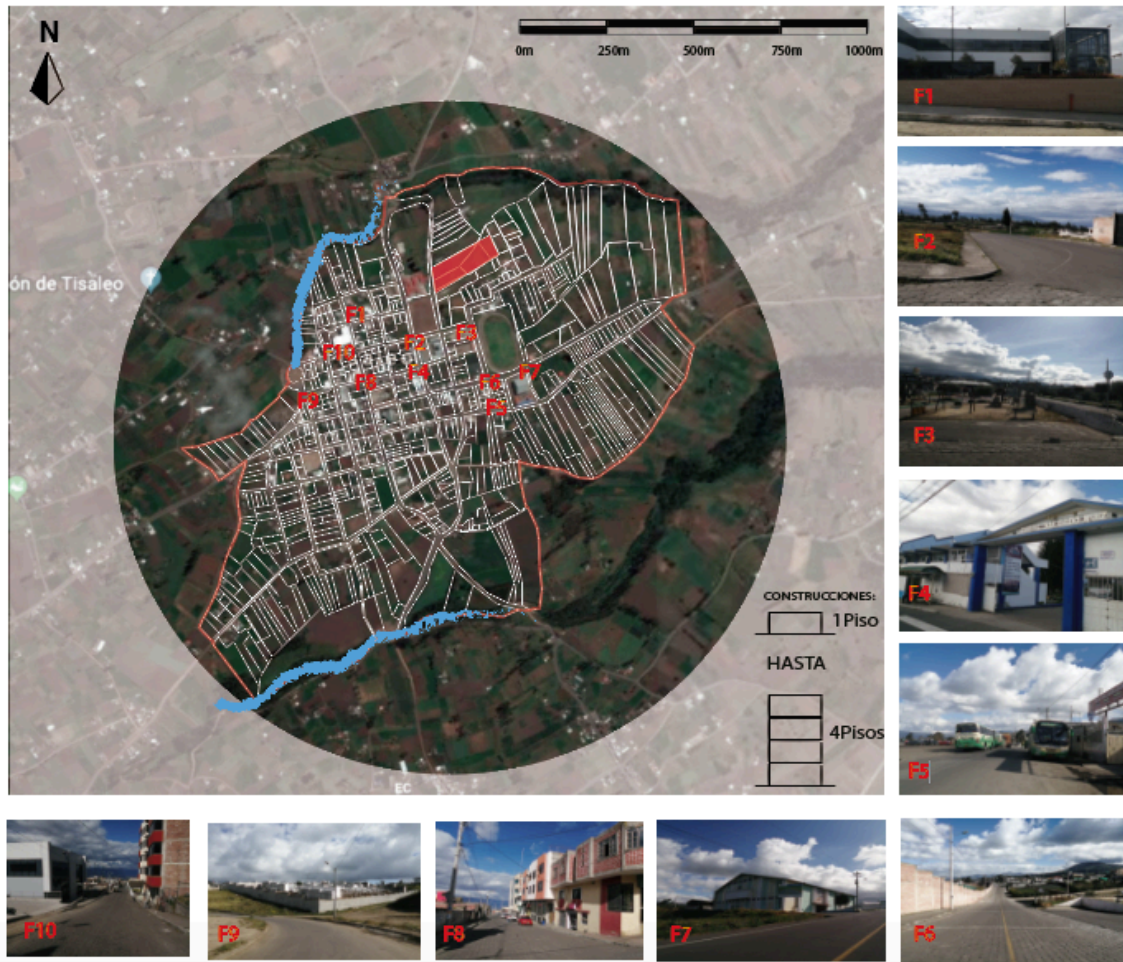 N
0m 250m 500m 750m 1000m
ón de Tisaleo
F1
F2
F3
F10
F4
F8
F6
F7
F9
F5
CONSTRUCCIONES:
1Piso
HASTA
4Pisos
EC
F1
F2
F3
F4
F5
F10
F9
F8
F7
F6